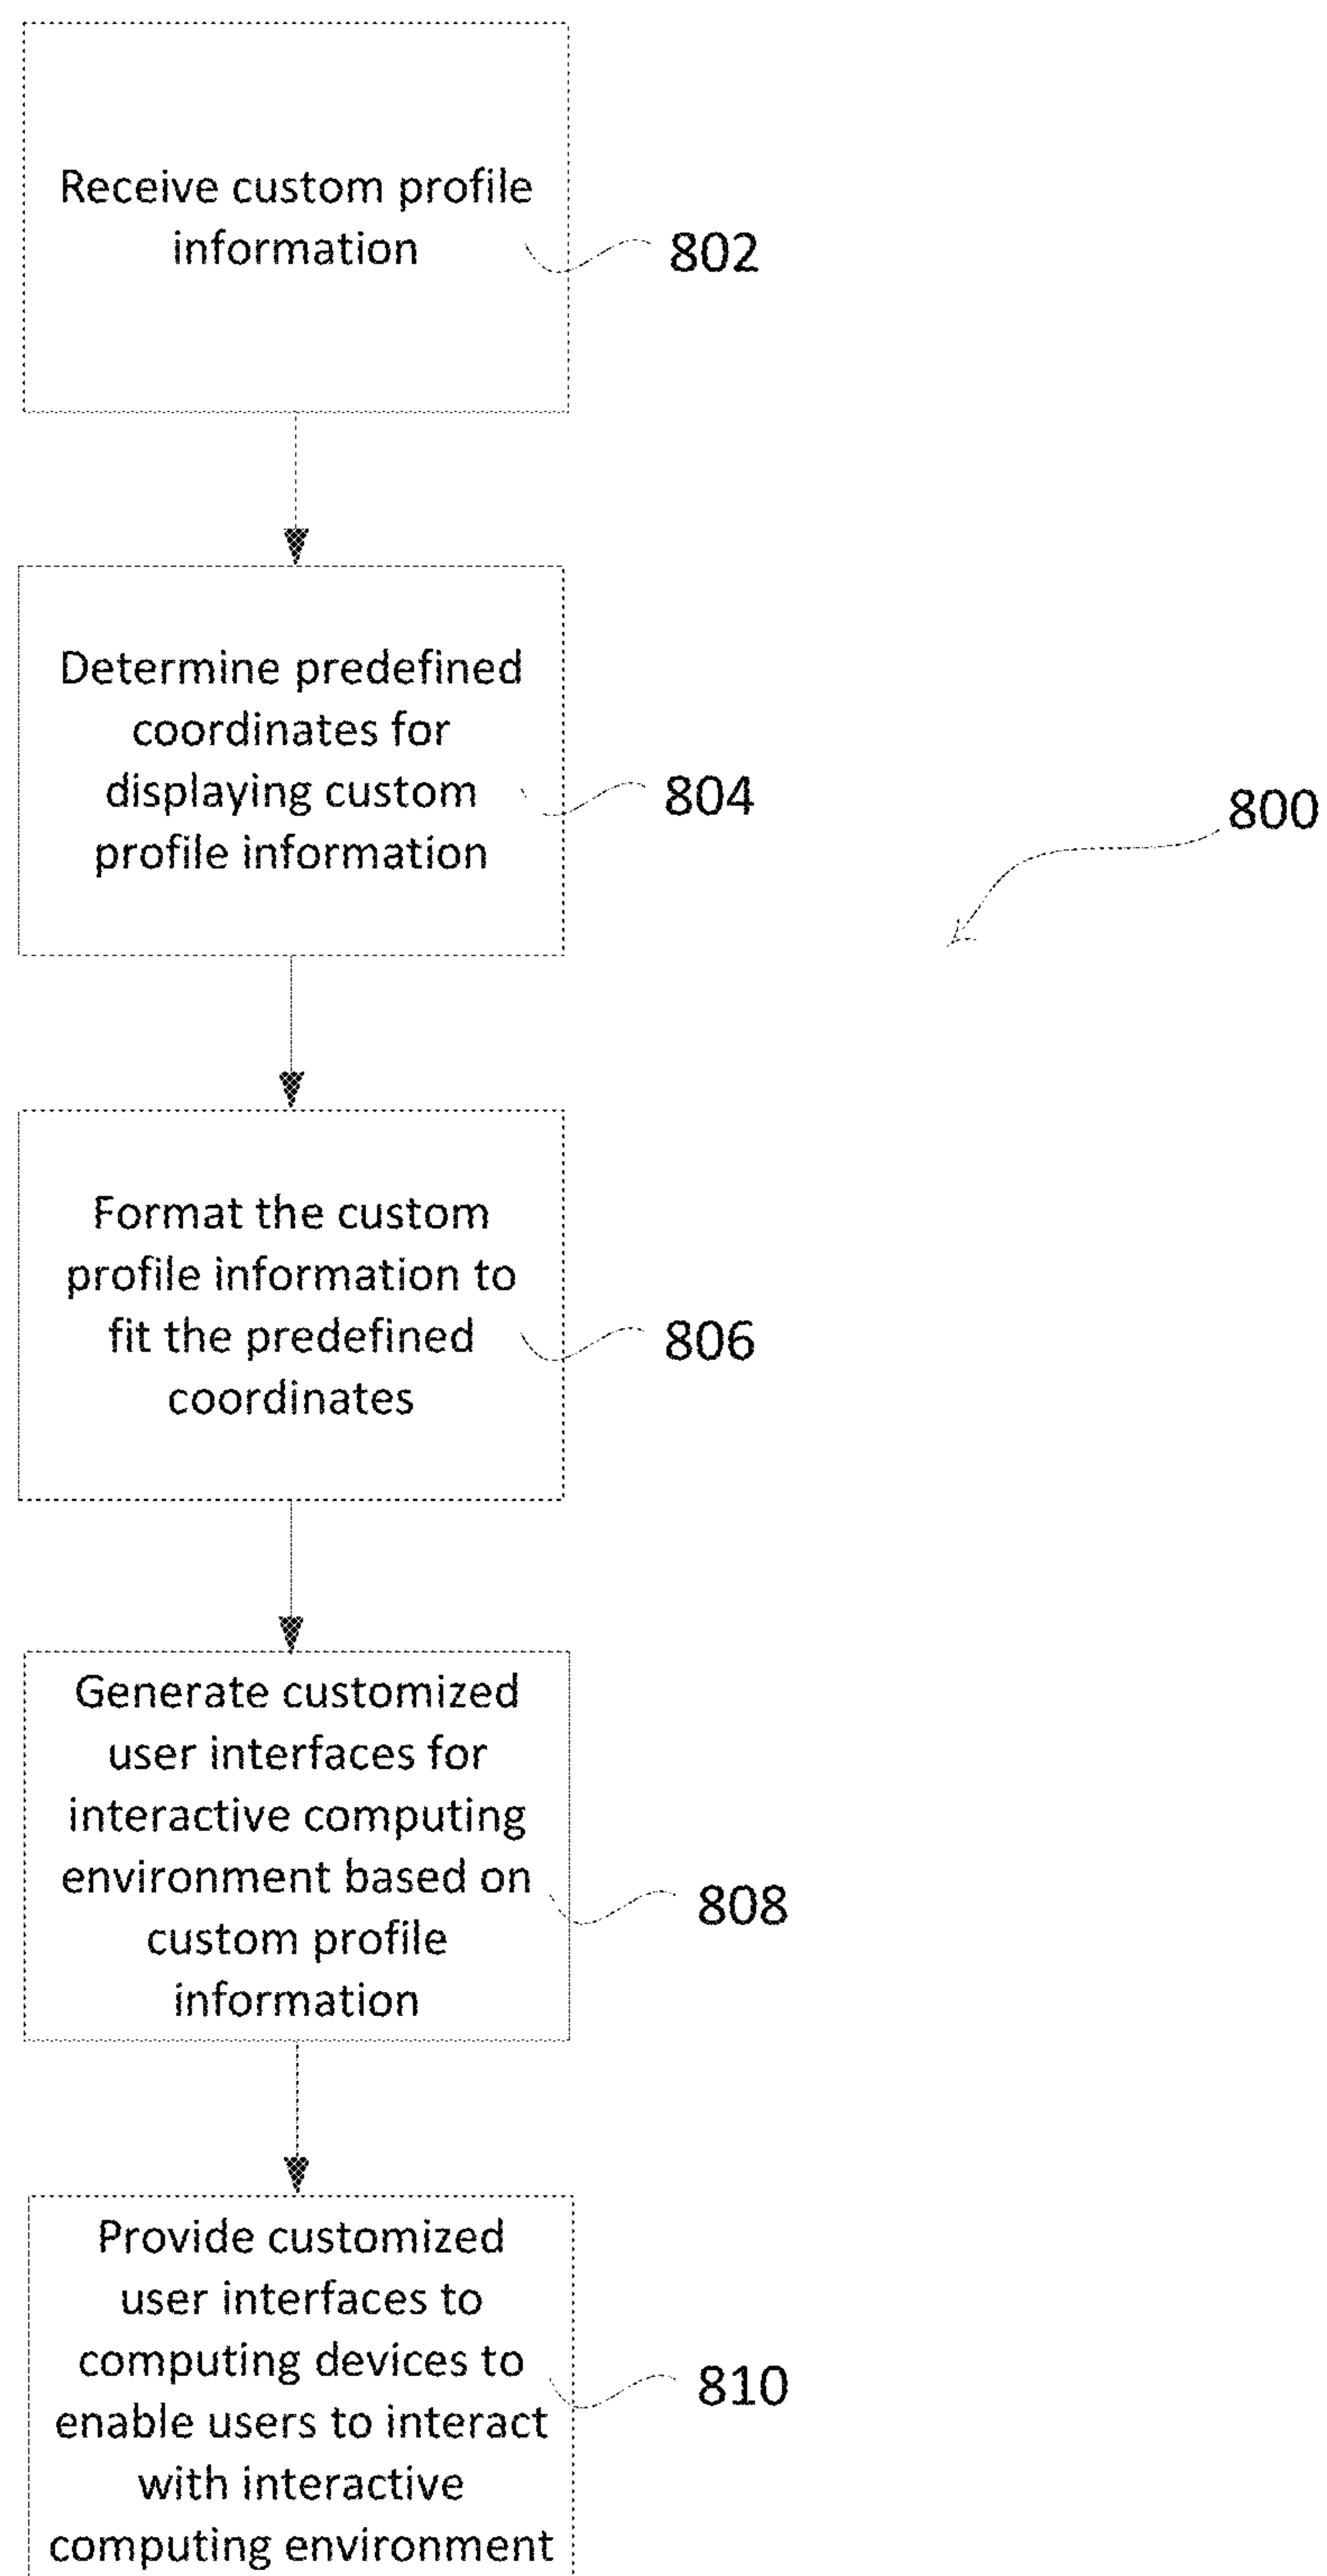 Receive custom profile
information
802
Determine predefined
coordinates for
displaying custom
profile information
804
800
Format the custom
profile information to
fit the predefined
coordinates
806
Generate customized
user interfaces for
interactive computing
environment based on
custom profile
information
808
Provide customized
user interfaces to
computing devices to
enable users to interact
with interactive
computing environment
810